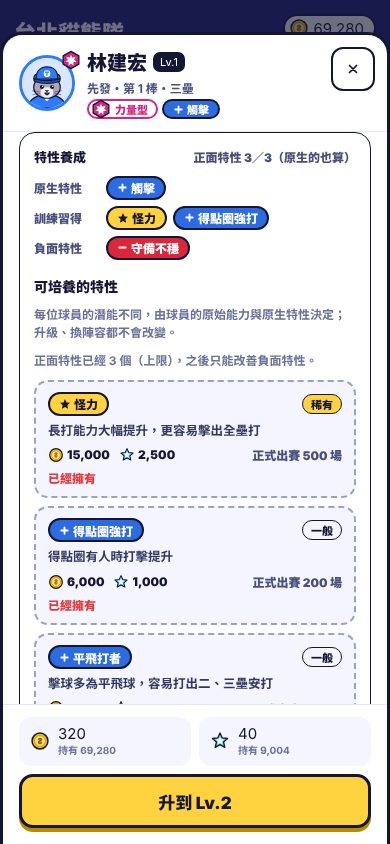 69,280
林建宏 Lv.1
先發・第1棒・三壘
力量型 + 觸擊
特性養成 正面特性 3／3（原生的也算）
原生特性 + 觸擊
訓練習得 ★ 怪力 + 得點圈強打
負面特性 − 守備不穩
可培養的特性
每位球員的潛能不同，由球員的原始能力與原生特性決定；
升級、換陣容都不會改變。
正面特性已經 3 個（上限），之後只能改善負面特性。
★ 怪力 稀有
長打能力大幅提升，更容易擊出全壘打
15,000 2,500 正式出賽 500 場
已經擁有
+ 得點圈強打 一般
得點圈有人時打擊提升
6,000 1,000 正式出賽 200 場
已經擁有
+ 平飛打者 一般
擊球多為平飛球，容易打出二、三壘安打
320
持有 69,280
40
持有 9,004
升到 Lv.2